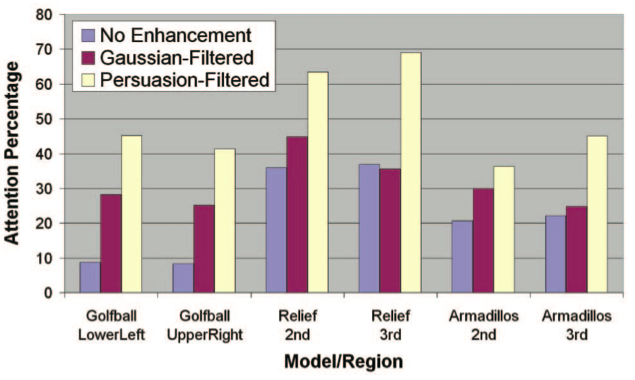 80
70
60
50
40
30
20
10
0
Attention Percentage
No Enhancement
Gaussian-Filtered
Persuasion-Filtered
Golfball LowerLeft
Golfball UpperRight
Relief 2nd
Relief 3rd
Armadillos 2nd
Armadillos 3rd
Model/Region